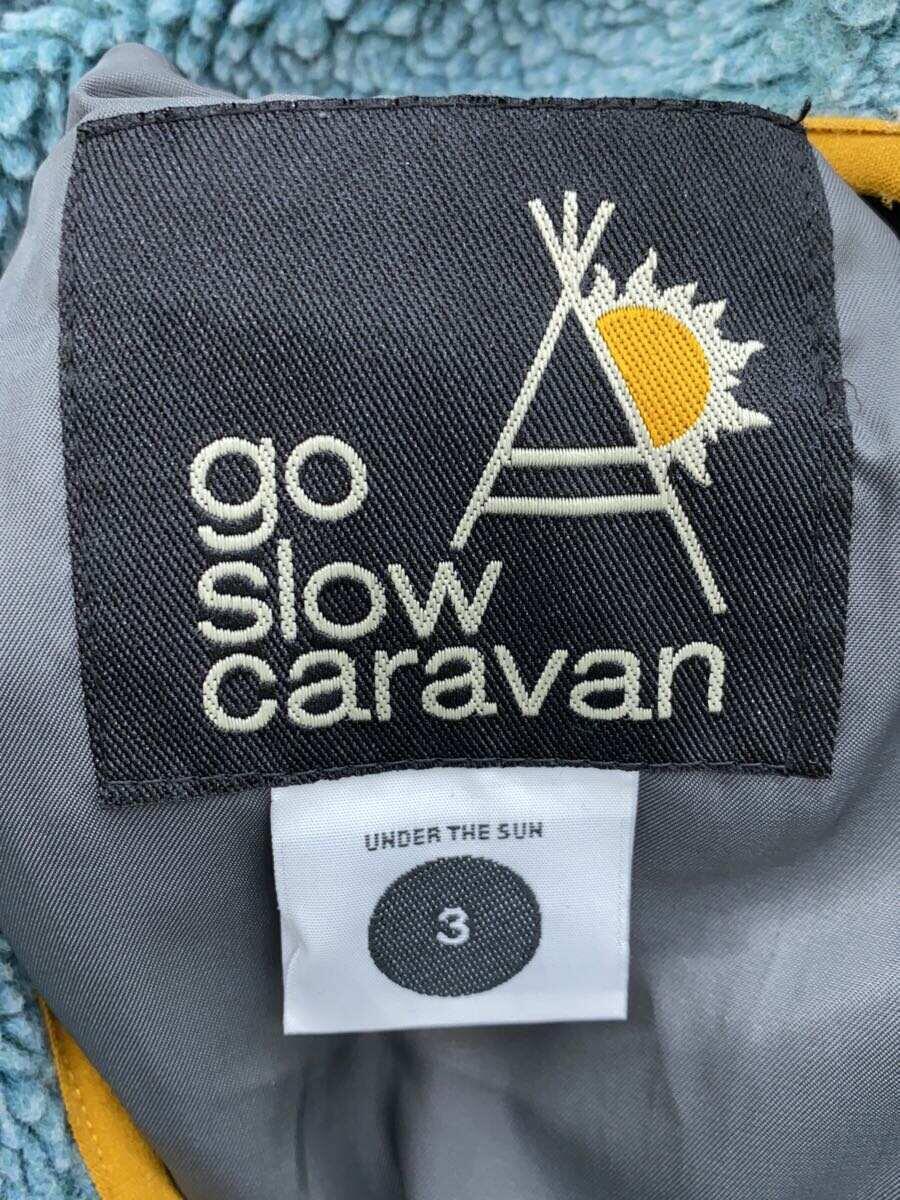 go
slow
caravan
UNDER THE SUN
3